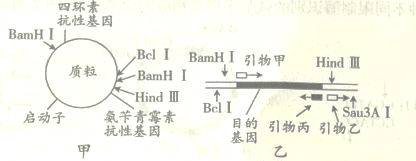 四环素
抗性基因
BamH Ⅰ
质粒
Bcl Ⅰ
BamH Ⅰ
Hind Ⅲ
启动子
氨苄青霉素
抗性基因
甲
BamH Ⅰ
引物甲
Hind Ⅲ
Bcl Ⅰ
目的
基因
引物丙
引物乙
Sau3A Ⅰ
乙